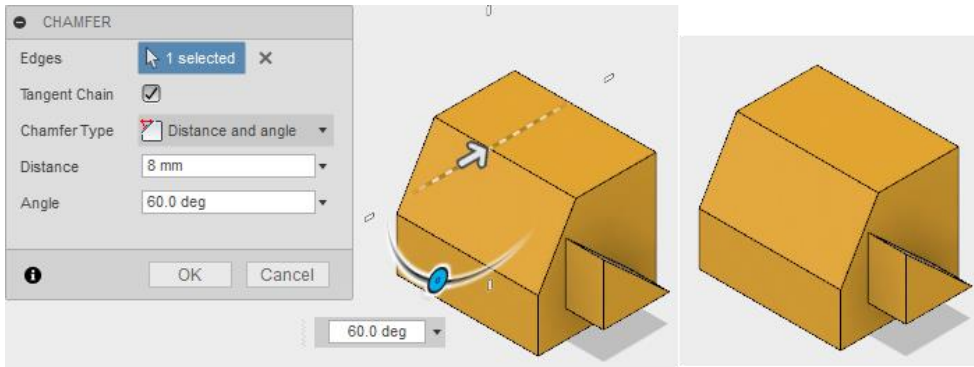 CHAMFER
Edges 1 selected
Tangent Chain
Chamfer Type Distance and angle
Distance 8 mm
Angle 60.0 deg
OK Cancel
60.0 deg